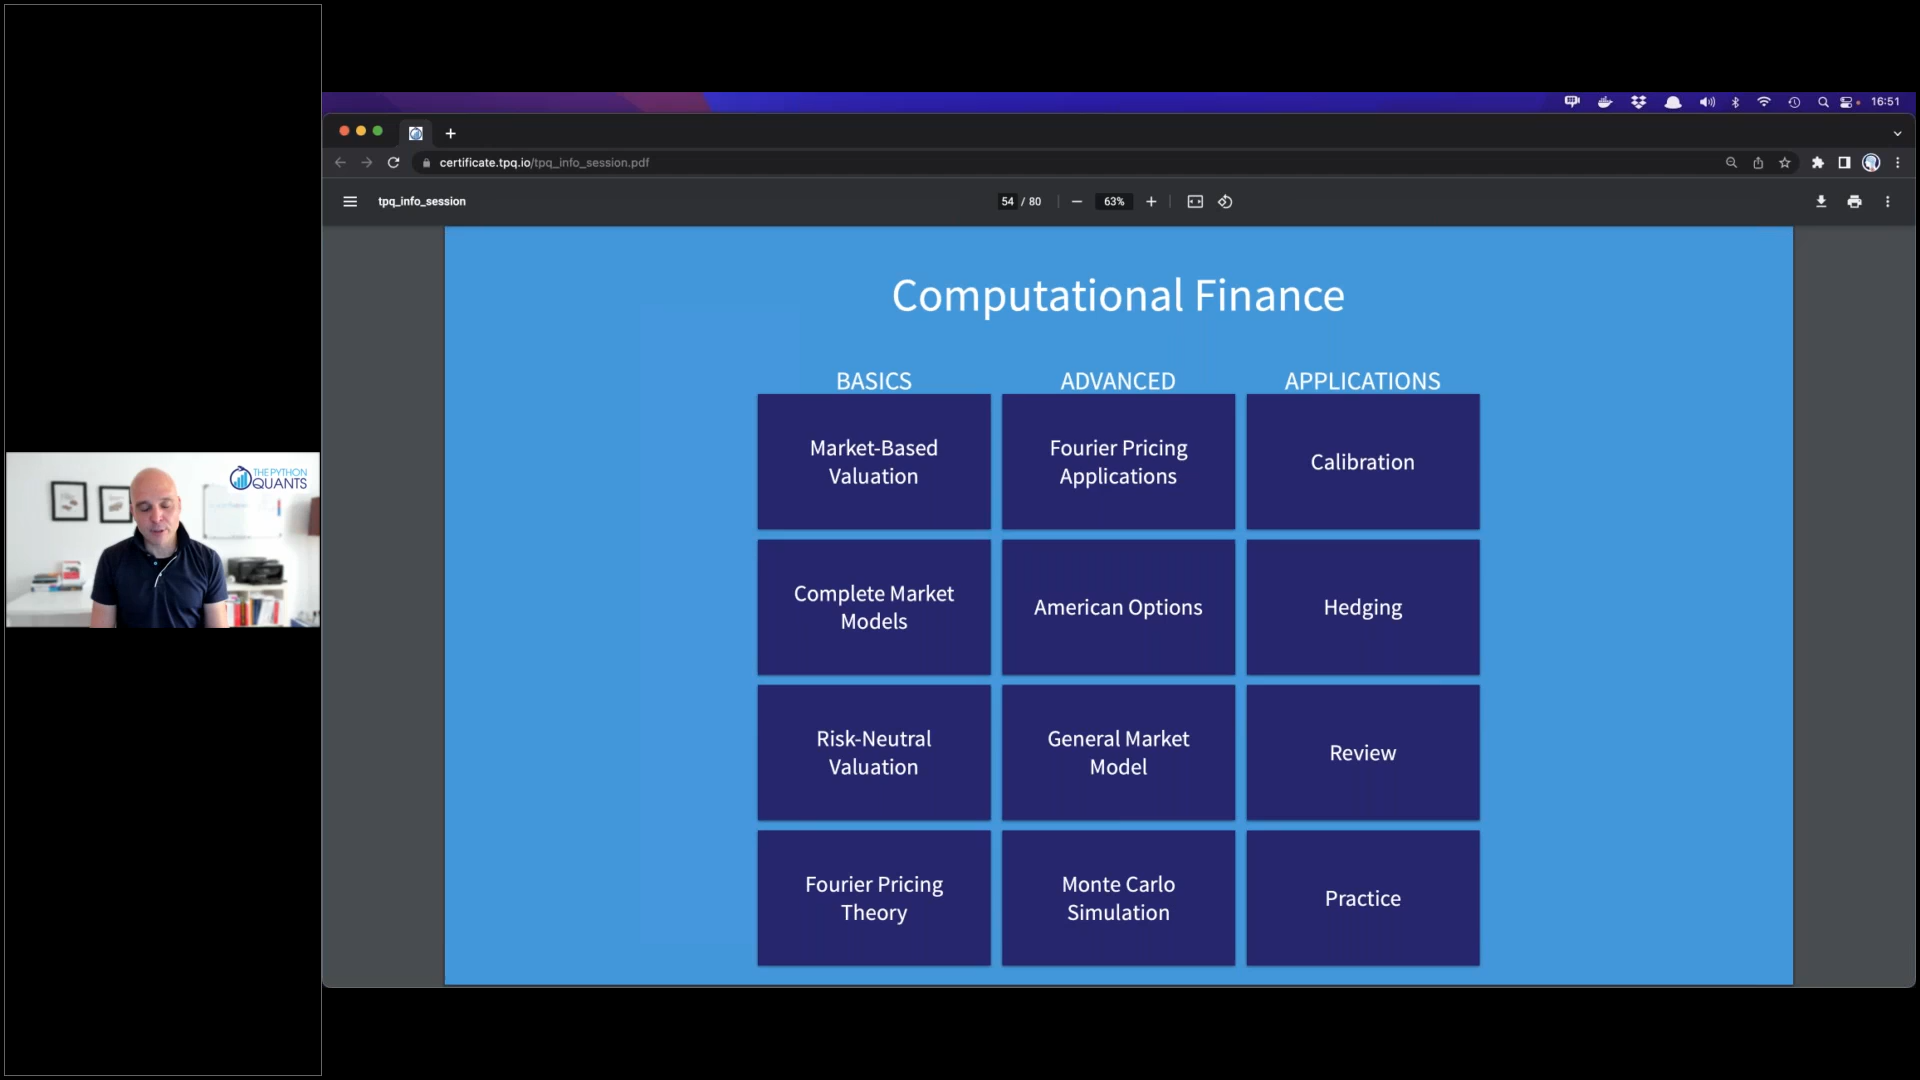 16:51
certificate.tpq.io/tpq_info_session.pdf
tpq_info_session
54 / 80
63%
Computational Finance
BASICS
ADVANCED
APPLICATIONS
Market-Based
Valuation
Fourier Pricing
Applications
Calibration
Complete Market
Models
American Options
Hedging
Risk-Neutral
Valuation
General Market
Model
Review
Fourier Pricing
Theory
Monte Carlo
Simulation
Practice
THE PYTHON
QUANTS